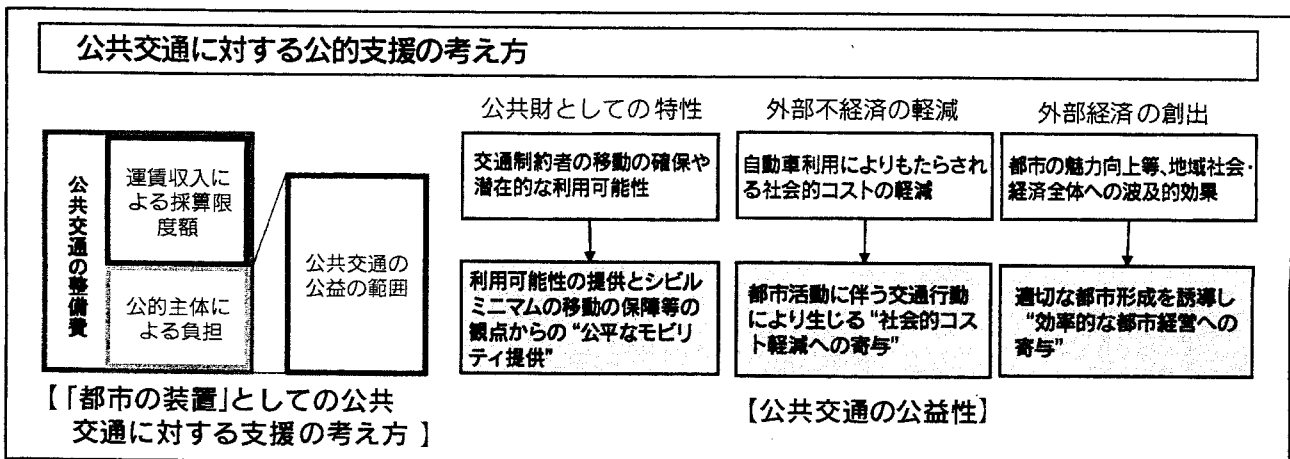 公共交通に対する公的支援の考え方
公共交通の整備費
運賃収入に
よる採算限
度額
公的主体に
よる負担
公共交通の
公益の範囲
【「都市の装置」としての公共
交通に対する支援の考え方 】
公共財としての特性
交通制約者の移動の確保や
潜在的な利用可能性
利用可能性の提供とシビル
ミニマムの移動の保障等の
観点からの“公平なモビリ
ティ提供”
外部不経済の軽減
自動車利用によりもたらされ
る社会的コストの軽減
都市活動に伴う交通行動
により生じる“社会的コス
ト軽減への寄与”
外部経済の創出
都市の魅力向上等、地域社会・
経済全体への波及的効果
適切な都市形成を誘導し
“効率的な都市経営への
寄与”
【公共交通の公益性】